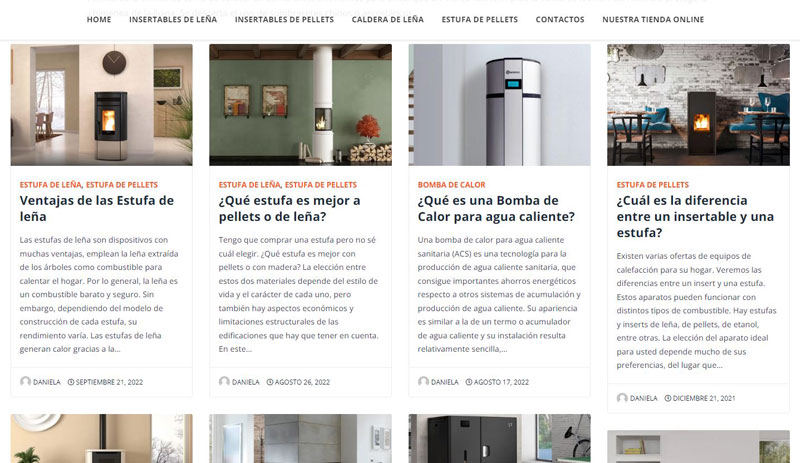 HOME INSERTABLES DE LEÑA INSERTABLES DE PELLETS CALDERA DE LEÑA ESTUFA DE PELLETS CONTACTOS NUESTRA TIENDA ONLINE
ESTUFA DE LEÑA, ESTUFA DE PELLETS
Ventajas de las Estufa de
leña
Las estufas de leña son dispositivos con
muchas ventajas, emplean la leña extraída
de los árboles como combustible para
calentar el hogar. Por lo general, la leña es
un combustible barato y seguro. Sin
embargo, dependiendo del modelo de
construcción de cada estufa, su
rendimiento varía. Las estufas de leña
generan calor gracias a la...
DANIELA SEPTIEMBRE 21, 2022
ESTUFA DE LEÑA, ESTUFA DE PELLETS
¿Qué estufa es mejor a
pellets o de leña?
Tengo que comprar una estufa pero no sé
cuál elegir. ¿Qué estufa es mejor con
pellets o con madera? La elección entre
estos dos materiales depende del estilo de
vida y el carácter de cada uno, pero
también hay aspectos económicos y
limitaciones estructurales de las
edificaciones que hay que tener en cuenta.
En este...
DANIELA AGOSTO 26, 2022
BOMBA DE CALOR
¿Qué es una Bomba de
Calor para agua caliente?
Una bomba de calor para agua caliente
sanitaria (ACS) es una tecnología para la
producción de agua caliente sanitaria, que
consigue importantes ahorros energéticos
respecto a otros sistemas de acumulación y
producción de agua caliente. Su apariencia
es similar a la de un termo o acumulador
de agua caliente y su instalación resulta
relativamente sencilla,...
DANIELA AGOSTO 17, 2022
ESTUFA DE PELLETS
¿Cuál es la diferencia
entre un insertable y una
estufa?
Existen varias ofertas de equipos de
calefacción para su hogar. Veremos las
diferencias entre un insert y una estufa.
Estos aparatos pueden funcionar con
distintos tipos de combustible. Hay estufas
y inserts de leña, de pellets, de etanol,
entre otras. La elección del aparato ideal
para usted depende mucho de sus
preferencias, del lugar que...
DANIELA DICIEMBRE 21, 2021